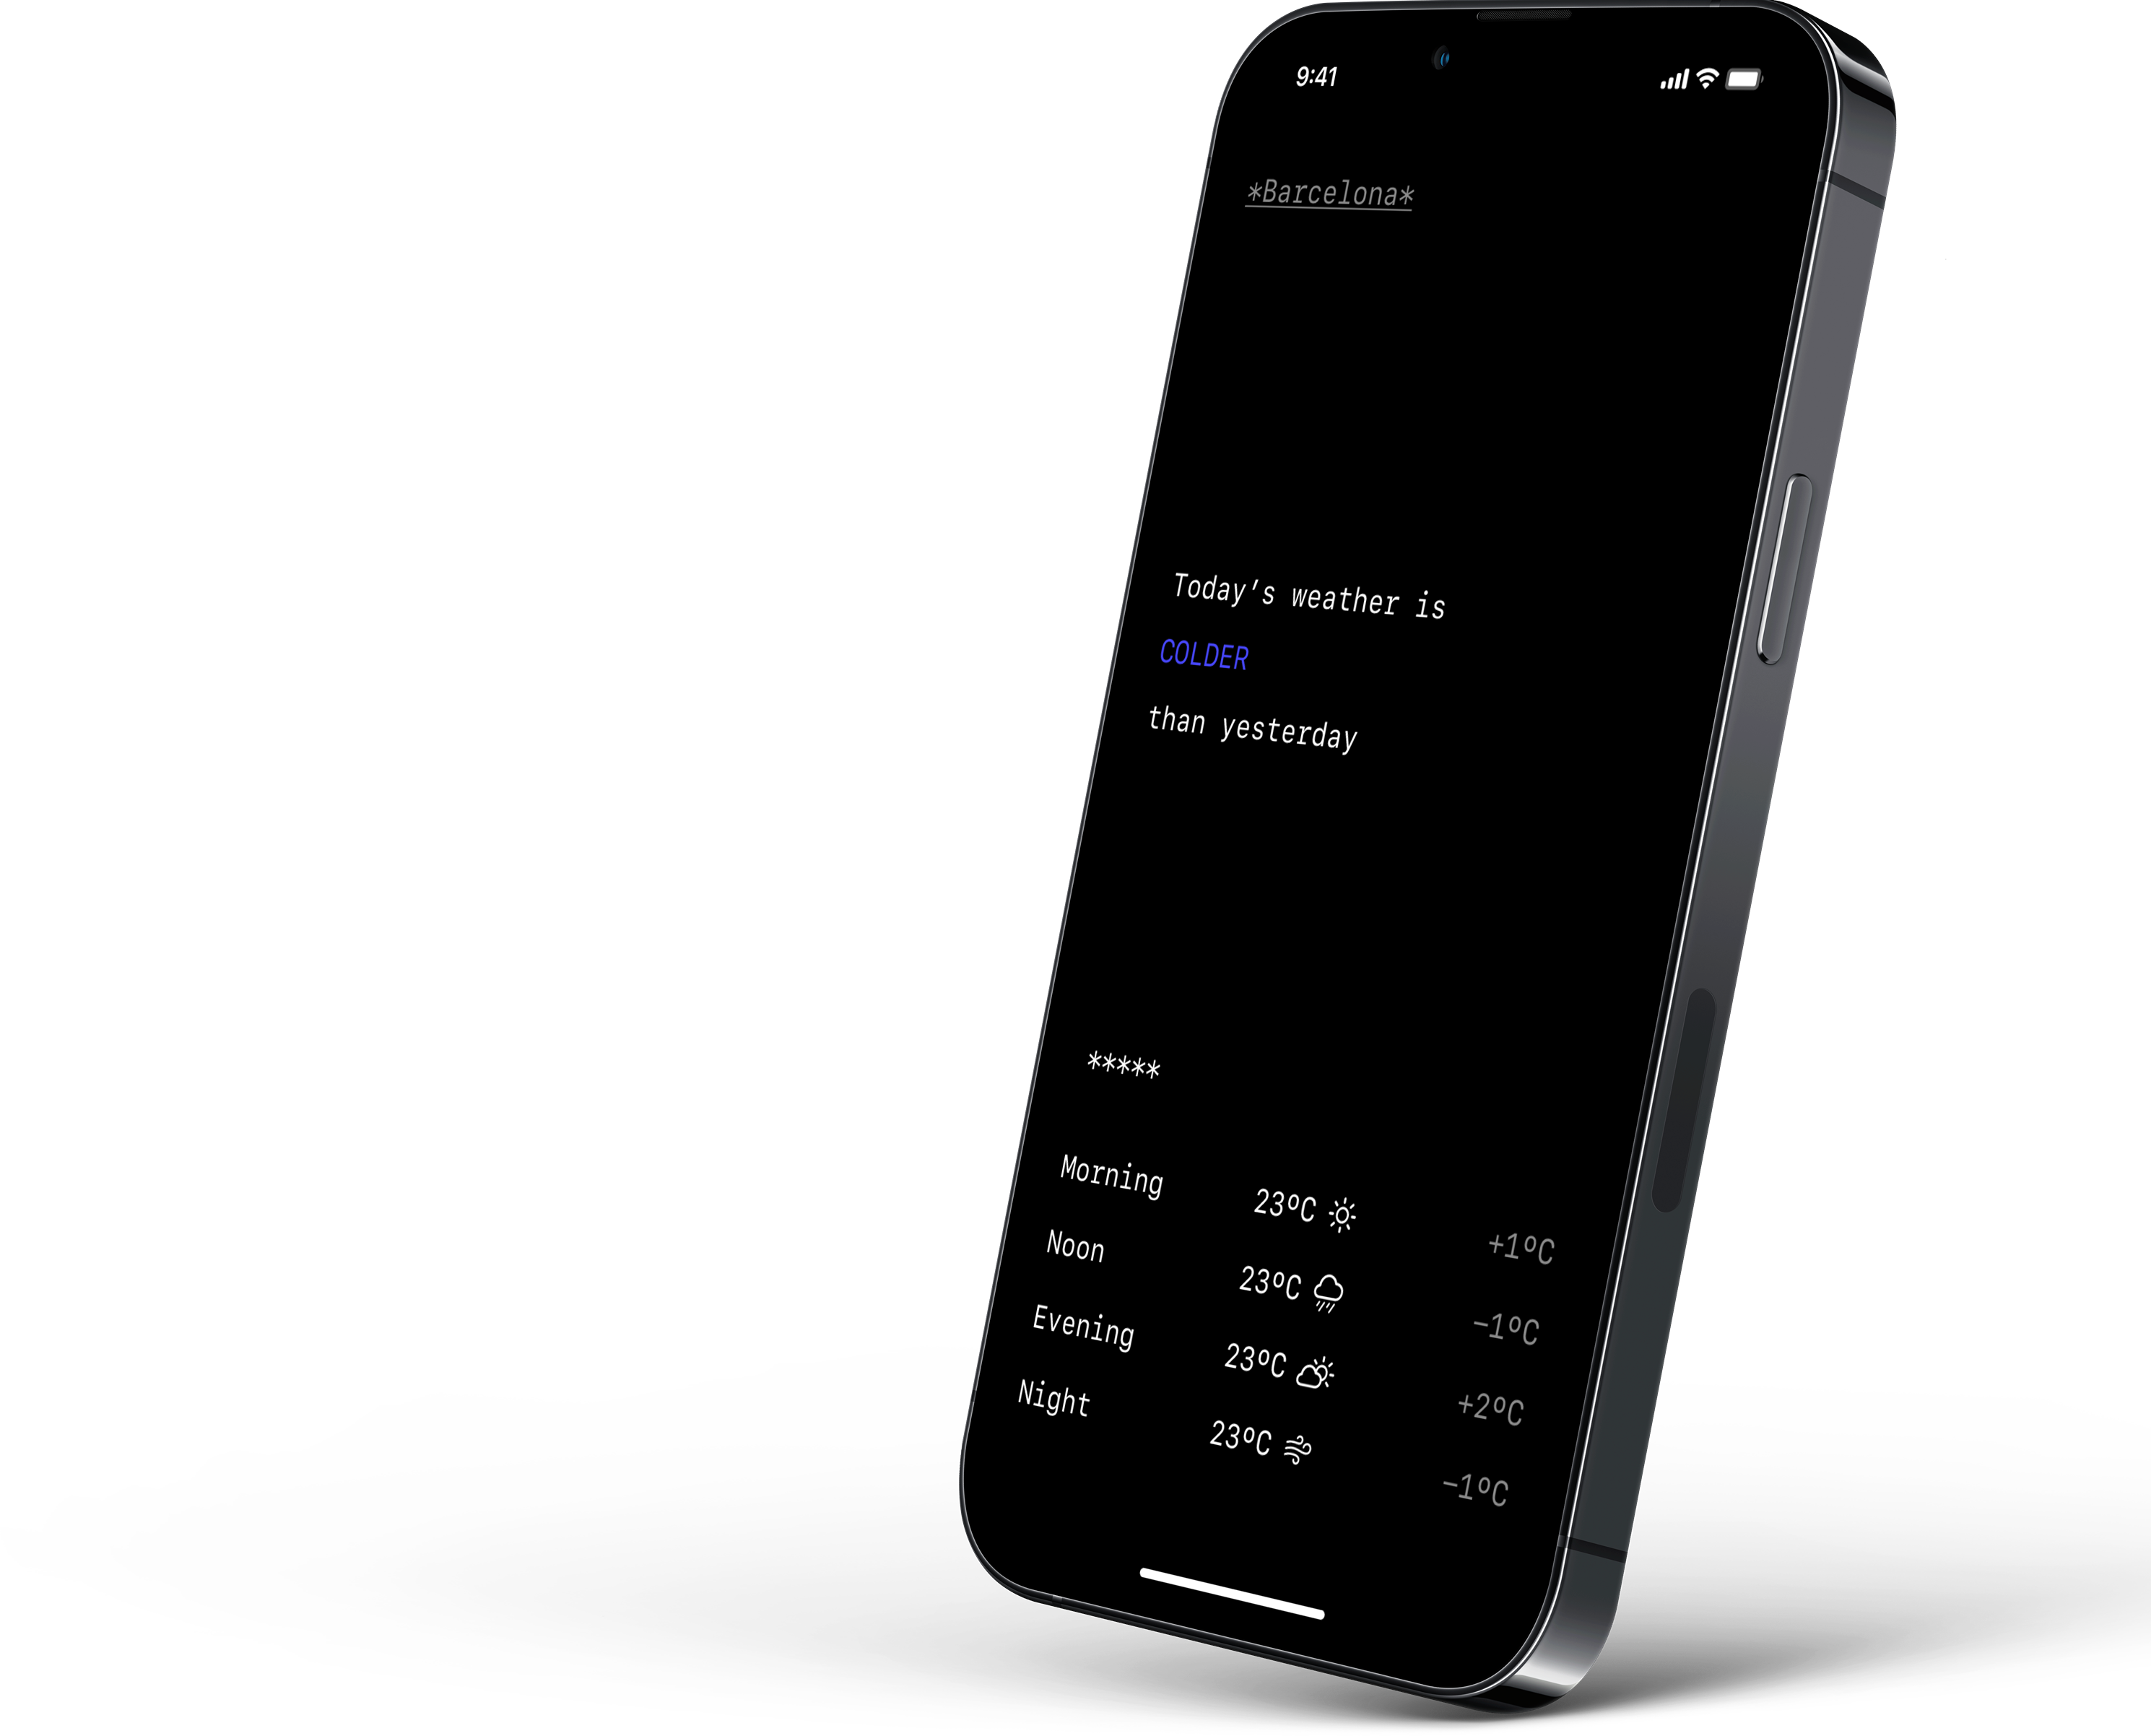 9:41
*Barcelona*
Today's weather is
COLDER
than yesterday
*****
Morning 23ºC +1ºC
Noon 23ºC −1ºC
Evening 23ºC +2ºC
Night 23ºC −1ºC